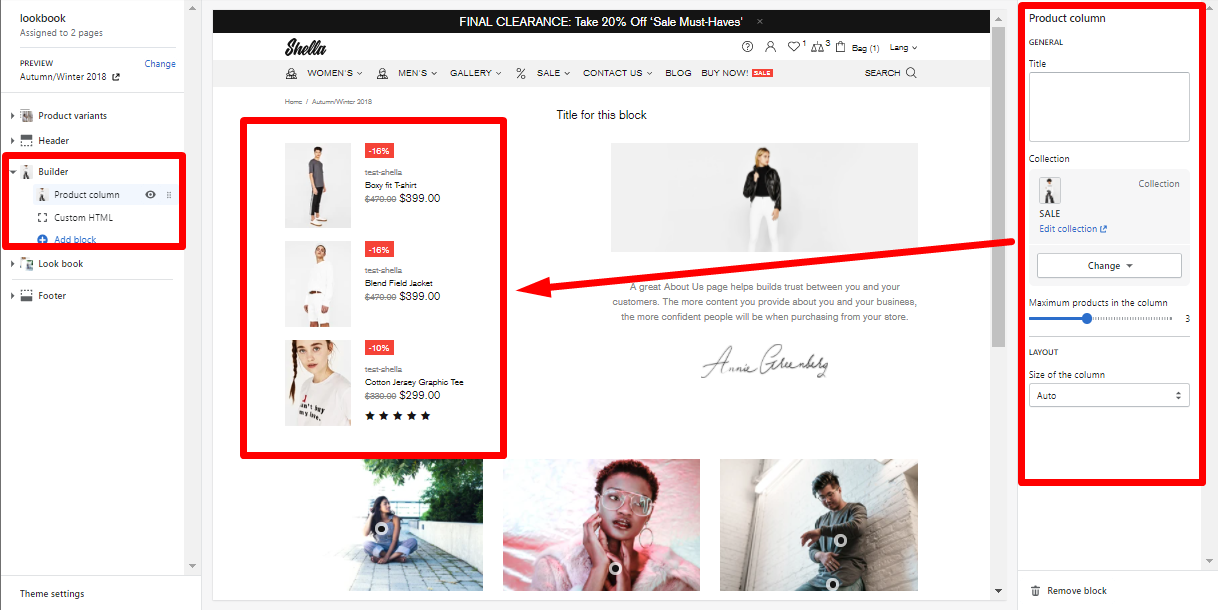 lookbook
Assigned to 2 pages
PREVIEW
Change
Autumn/Winter 2018
Product variants
Header
Builder
Product column
Custom HTML
Add block
Look book
Footer
Theme settings
FINAL CLEARANCE: Take 20% Off 'Sale Must-Haves' ×
Shella
1 3 Bag (1) Lang
WOMEN'S MEN'S GALLERY % SALE CONTACT US BLOG BUY NOW! SALE SEARCH
Home / Autumn/Winter 2018
Title for this block
-16%
test-shella
Boxy fit T-shirt
$470.00 $399.00
-16%
test-shella
Blend Field Jacket
$470.00 $399.00
-10%
test-shella
Cotton Jersey Graphic Tee
$330.00 $299.00
I
can't buy
my love.
A great About Us page helps builds trust between you and your
customers. The more content you provide about you and your business,
the more confident people will be when purchasing from your store.
Annie Greenberg
Product column
GENERAL
Title
Collection
Collection
SALE
Edit collection
Change
Maximum products in the column
3
LAYOUT
Size of the column
Auto
Remove block